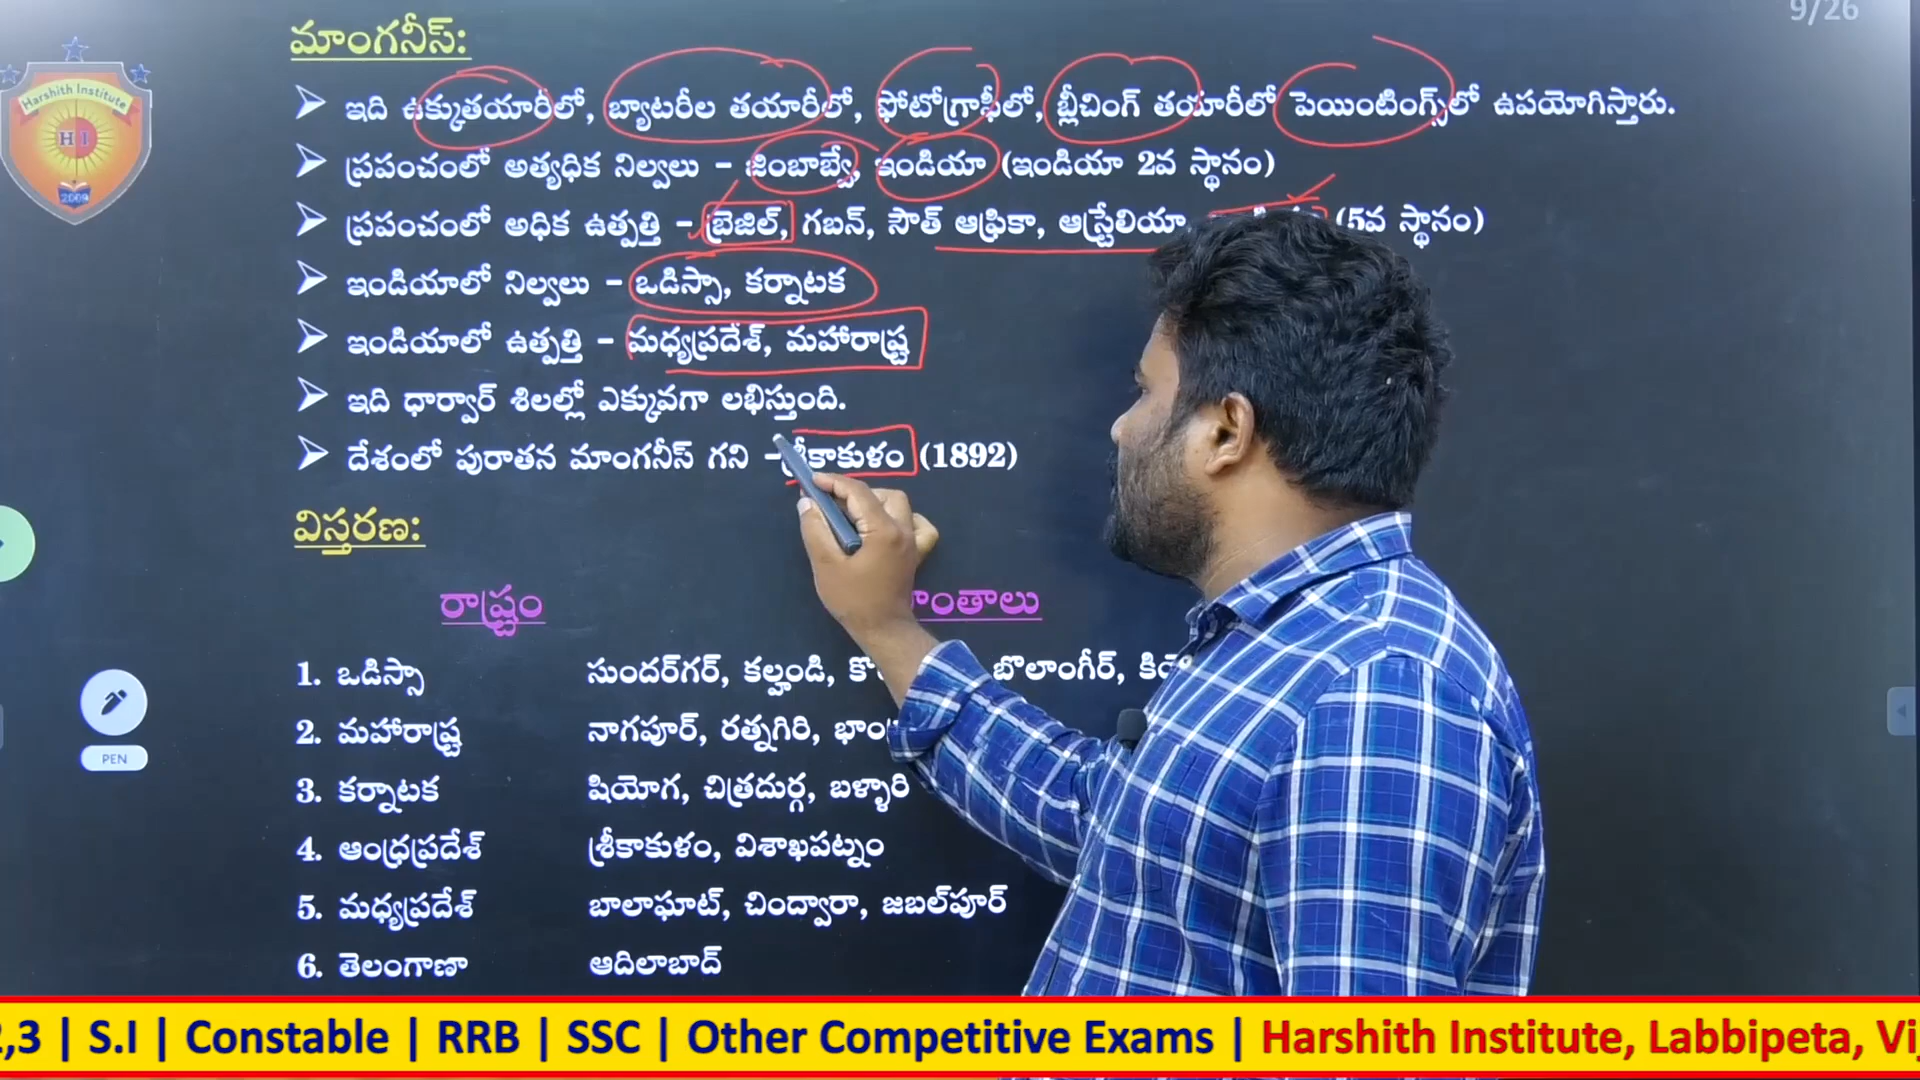 9/26
Harshith Institute
H I
2009
మాంగనీస్:
ఇది ఉక్కుతయారీలో, బ్యాటరీల తయారీలో, ఫోటోగ్రాఫీలో, బ్లీచింగ్ తయారీలో పెయింటింగ్స్‌లో ఉపయోగిస్తారు.
ప్రపంచంలో అత్యధిక నిల్వలు - జింబాబ్వే, ఇండియా (ఇండియా 2వ స్థానం)
ప్రపంచంలో అధిక ఉత్పత్తి - బ్రెజిల్, గబన్, సౌత్ ఆఫ్రికా, ఆస్ట్రేలియా, (5వ స్థానం)
ఇండియాలో నిల్వలు - ఒడిస్సా, కర్నాటక
ఇండియాలో ఉత్పత్తి - మధ్యప్రదేశ్, మహారాష్ట్ర
ఇది ధార్వార్ శిలల్లో ఎక్కువగా లభిస్తుంది.
దేశంలో పురాతన మాంగనీస్ గని - శ్రీకాకుళం (1892)
విస్తరణ:
రాష్ట్రం
1. ఒడిస్సా సుందర్‌గర్, కల్హండి, బొలాంగీర్,
2. మహారాష్ట్ర నాగపూర్, రత్నగిరి,
3. కర్నాటక షియోగ, చిత్రదుర్గ, బళ్ళారి
4. ఆంధ్రప్రదేశ్ శ్రీకాకుళం, విశాఖపట్నం
5. మధ్యప్రదేశ్ బాలాఘాట్, చింద్వారా, జబల్‌పూర్
6. తెలంగాణా ఆదిలాబాద్
PEN
2,3 | S.I | Constable | RRB | SSC | Other Competitive Exams | Harshith Institute, Labbipeta,